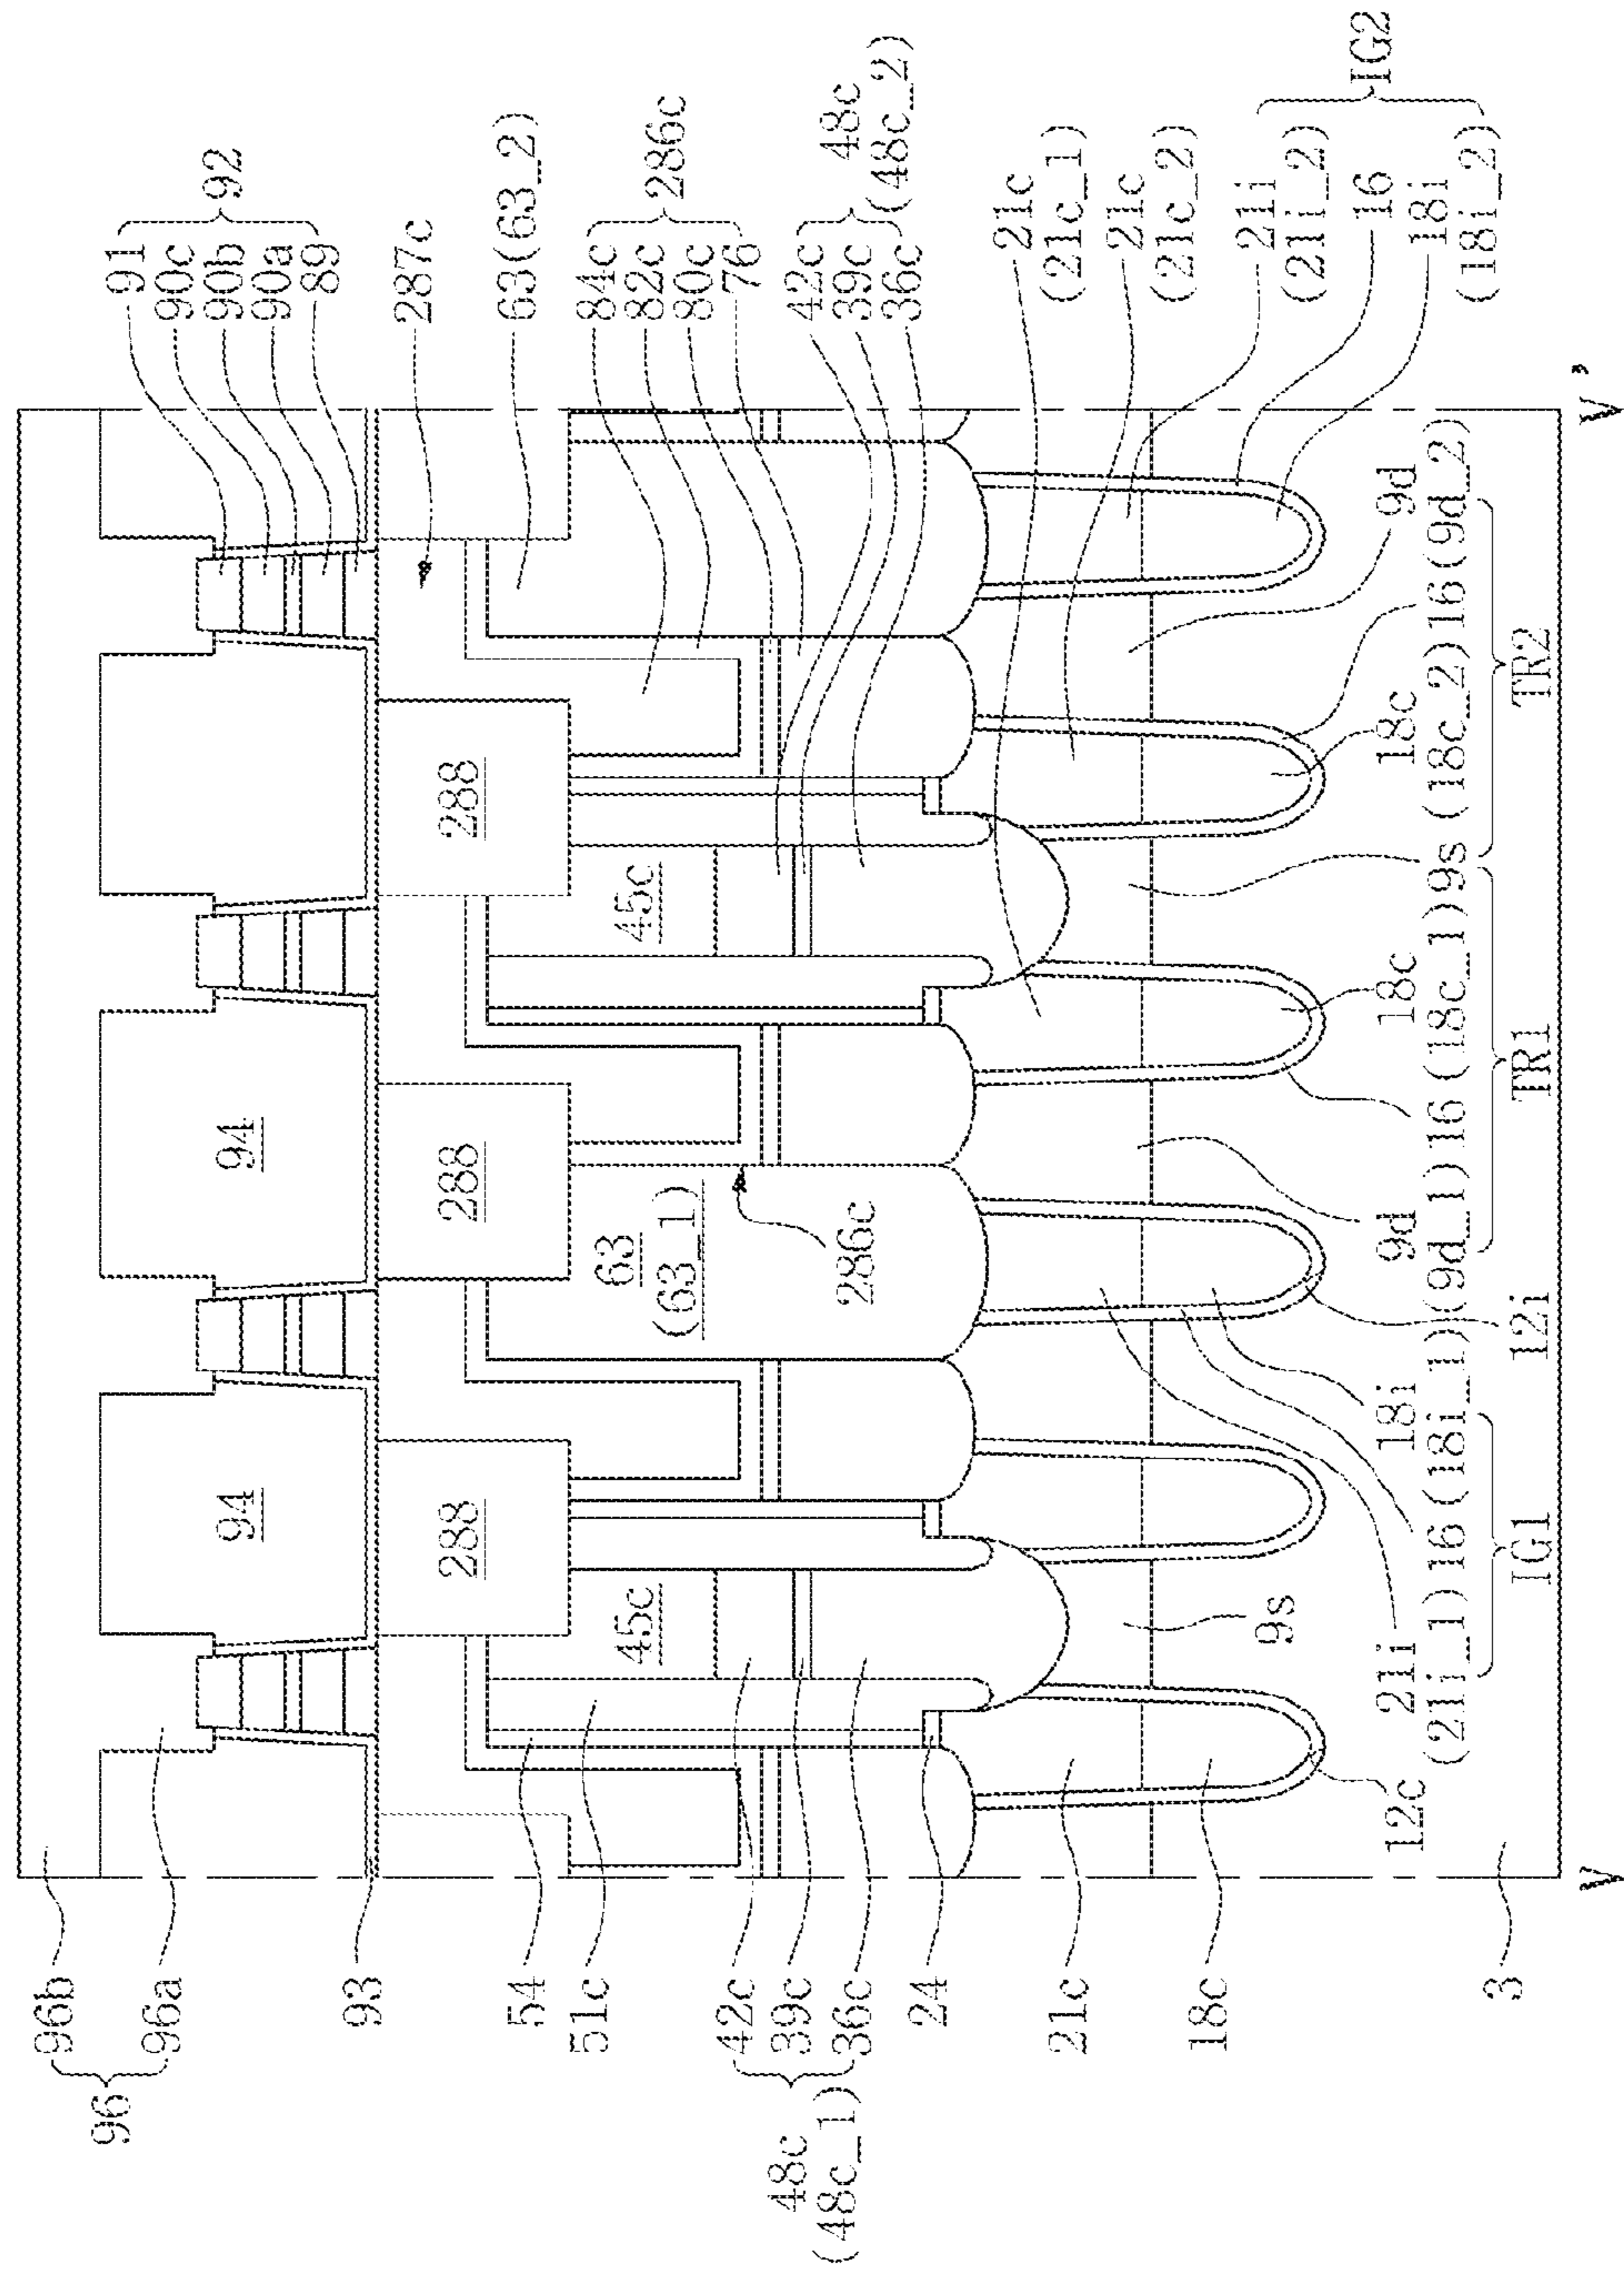 96b
96a
96
93
54
51c
42c
39c
36c
48c
(48c_1)
24
21c
18c
3
94
94
288
288
288
45c
45c
63
(63_1)
286c
9s
91
90c
90b
90a
89
92
287c
63(63_2)
84c
82c
80c
76
286c
42c
39c
36c
48c
(48c_2)
21c
(21c_1)
21c
(21c_2)
21i
(21i_2)
16
18i
(18i_2)
IG2
12c
21i
18i
12i
9d
18c
18c
9d
(21i_1)16(18i_1)(9d_1)16(18c_1)9s(18c_2)16(9d_2)
IG1
TR1
TR2
V
V'